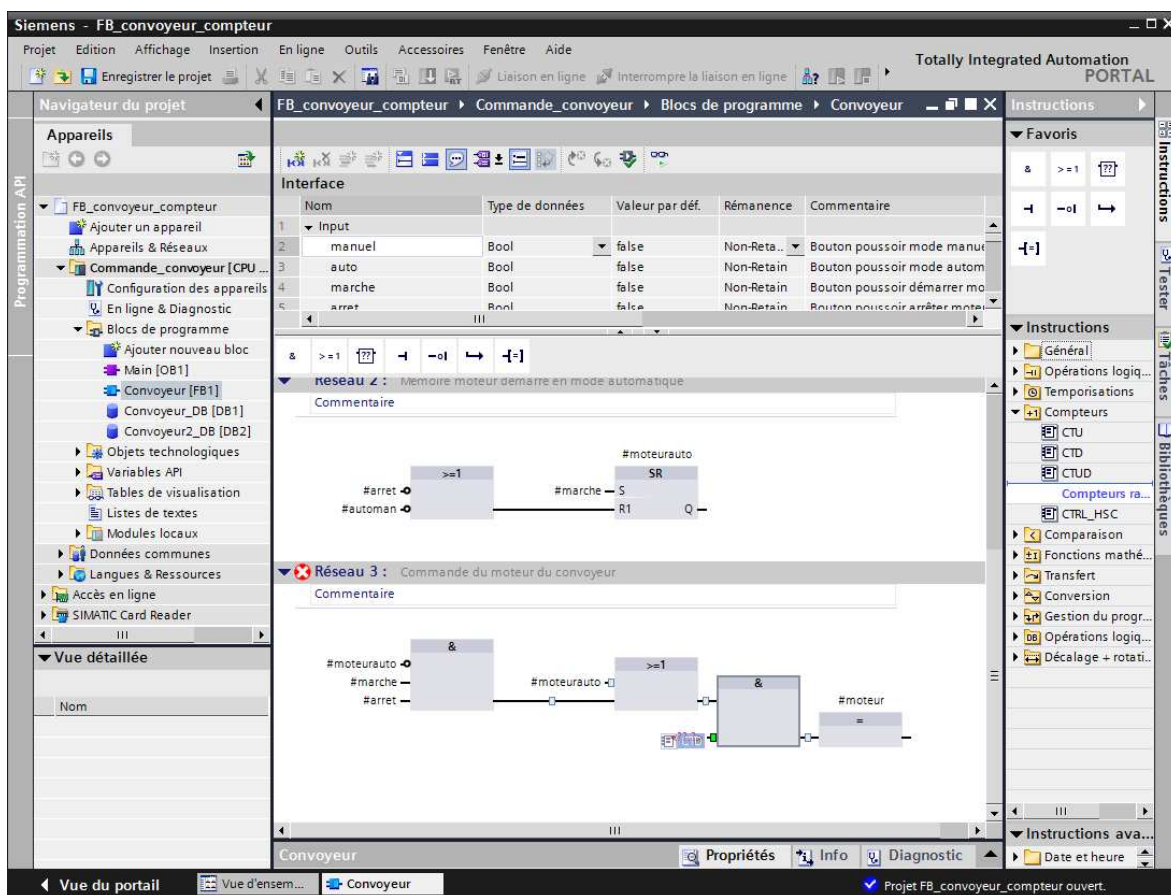 Siemens - FB_convoyeur_compteur
Projet Edition Affichage Insertion En ligne Outils Accessoires Fenêtre Aide
Totally Integrated Automation
PORTAL
Enregistrer le projet Liaison en ligne Interrompre la liaison en ligne
Navigateur du projet
FB_convoyeur_compteur Commande_convoyeur Blocs de programme Convoyeur
Instructions
Programmation API
Appareils
FB_convoyeur_compteur
Ajouter un appareil
Appareils & Réseaux
Commande_convoyeur [CPU ...
Configuration des appareils
En ligne & Diagnostic
Blocs de programme
Ajouter nouveau bloc
Main [OB1]
Convoyeur [FB1]
Convoyeur_DB [DB1]
Convoyeur2_DB [DB2]
Objets technologiques
Variables API
Tables de visualisation
Listes de textes
Modules locaux
Données communes
Langues & Ressources
Accès en ligne
SIMATIC Card Reader
Vue détaillée
Nom
Interface
Nom Type de données Valeur par déf. Rémanence Commentaire
1 Input
2 manuel Bool false Non-Reta.. Bouton poussoir mode manue
3 auto Bool false Non-Retain Bouton poussoir mode autom
4 marche Bool false Non-Retain Bouton poussoir démarrer mo
5 arret Bool false Non-Retain Bouton poussoir arrêter moteu
& >=1 ?? -o| [=]
Réseau 2 : Mémoire moteur démarré en mode automatique
Commentaire
#moteurauto
>=1 SR
#arret #marche S
#automan R1 Q
Réseau 3 : Commande du moteur du convoyeur
Commentaire
&
#moteurauto >=1
#marche #moteurauto &
#arret #moteur
=
Convoyeur
Propriétés Info Diagnostic
Favoris
& >=1 ??
-o|
[=]
Instructions
Général
Opérations logiq...
Temporisations
Compteurs
CTU
CTD
CTUD
Compteurs ra...
CTRL_HSC
Comparaison
Fonctions mathé...
Transfert
Conversion
Gestion du progr...
Opérations logiq...
Décalage + rotati..
Instructions ava...
Date et heure
Instructions
Tester
Tâches
Bibliothèques
Vue du portail Vue d'ensem... Convoyeur Projet FB_convoyeur_compteur ouvert.